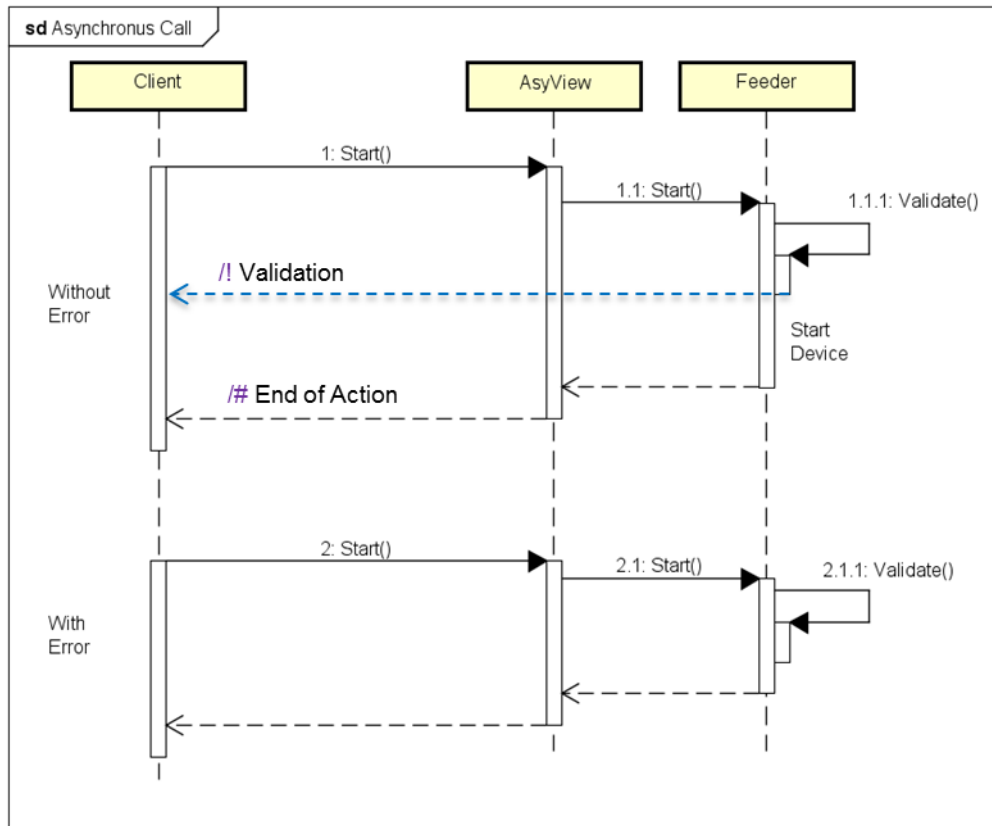 sd Asynchronus Call
Client
AsyView
Feeder
1: Start()
1.1: Start()
1.1.1: Validate()
/! Validation
Without
Error
Start
Device
/# End of Action
2: Start()
2.1: Start()
2.1.1: Validate()
With
Error